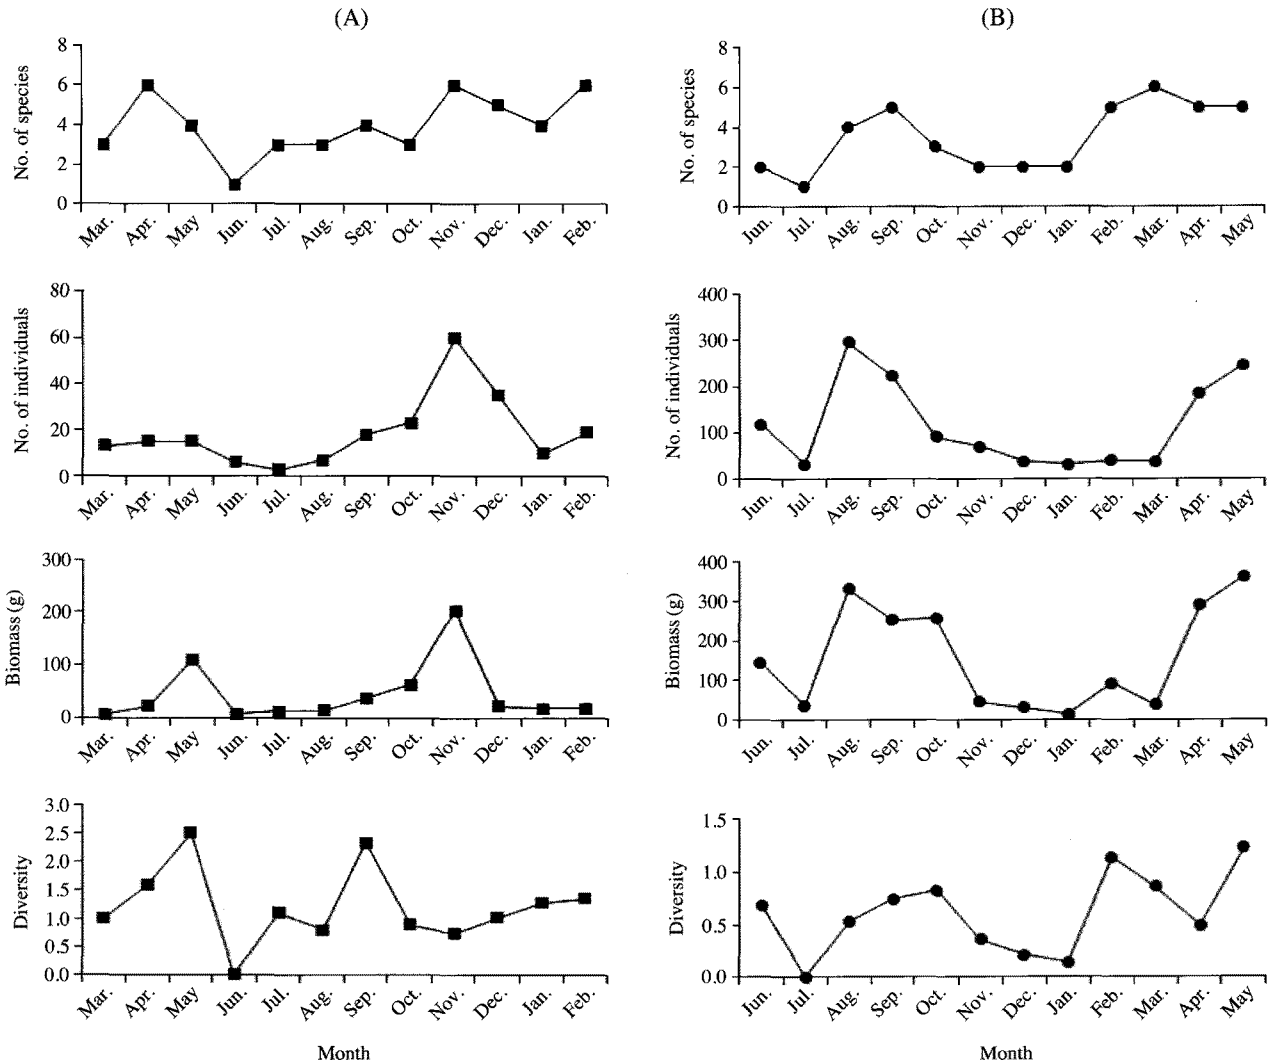 (A)
No. of species
8
6
4
2
0
Mar. Apr. May Jun. Jul. Aug. Sep. Oct. Nov. Dec. Jan. Feb.
No. of individuals
80
60
40
20
0
Mar. Apr. May Jun. Jul. Aug. Sep. Oct. Nov. Dec. Jan. Feb.
Biomass (g)
300
200
100
0
Mar. Apr. May Jun. Jul. Aug. Sep. Oct. Nov. Dec. Jan. Feb.
Diversity
3.0
2.5
2.0
1.5
1.0
0.5
0.0
Mar. Apr. May Jun. Jul. Aug. Sep. Oct. Nov. Dec. Jan. Feb.
Month
(B)
No. of species
8
6
4
2
0
Jun. Jul. Aug. Sep. Oct. Nov. Dec. Jan. Feb. Mar. Apr. May
No. of individuals
400
300
200
100
0
Jun. Jul. Aug. Sep. Oct. Nov. Dec. Jan. Feb. Mar. Apr. May
Biomass (g)
400
300
200
100
0
Jun. Jul. Aug. Sep. Oct. Nov. Dec. Jan. Feb. Mar. Apr. May
Diversity
1.5
1.0
0.5
0.0
Jun. Jul. Aug. Sep. Oct. Nov. Dec. Jan. Feb. Mar. Apr. May
Month